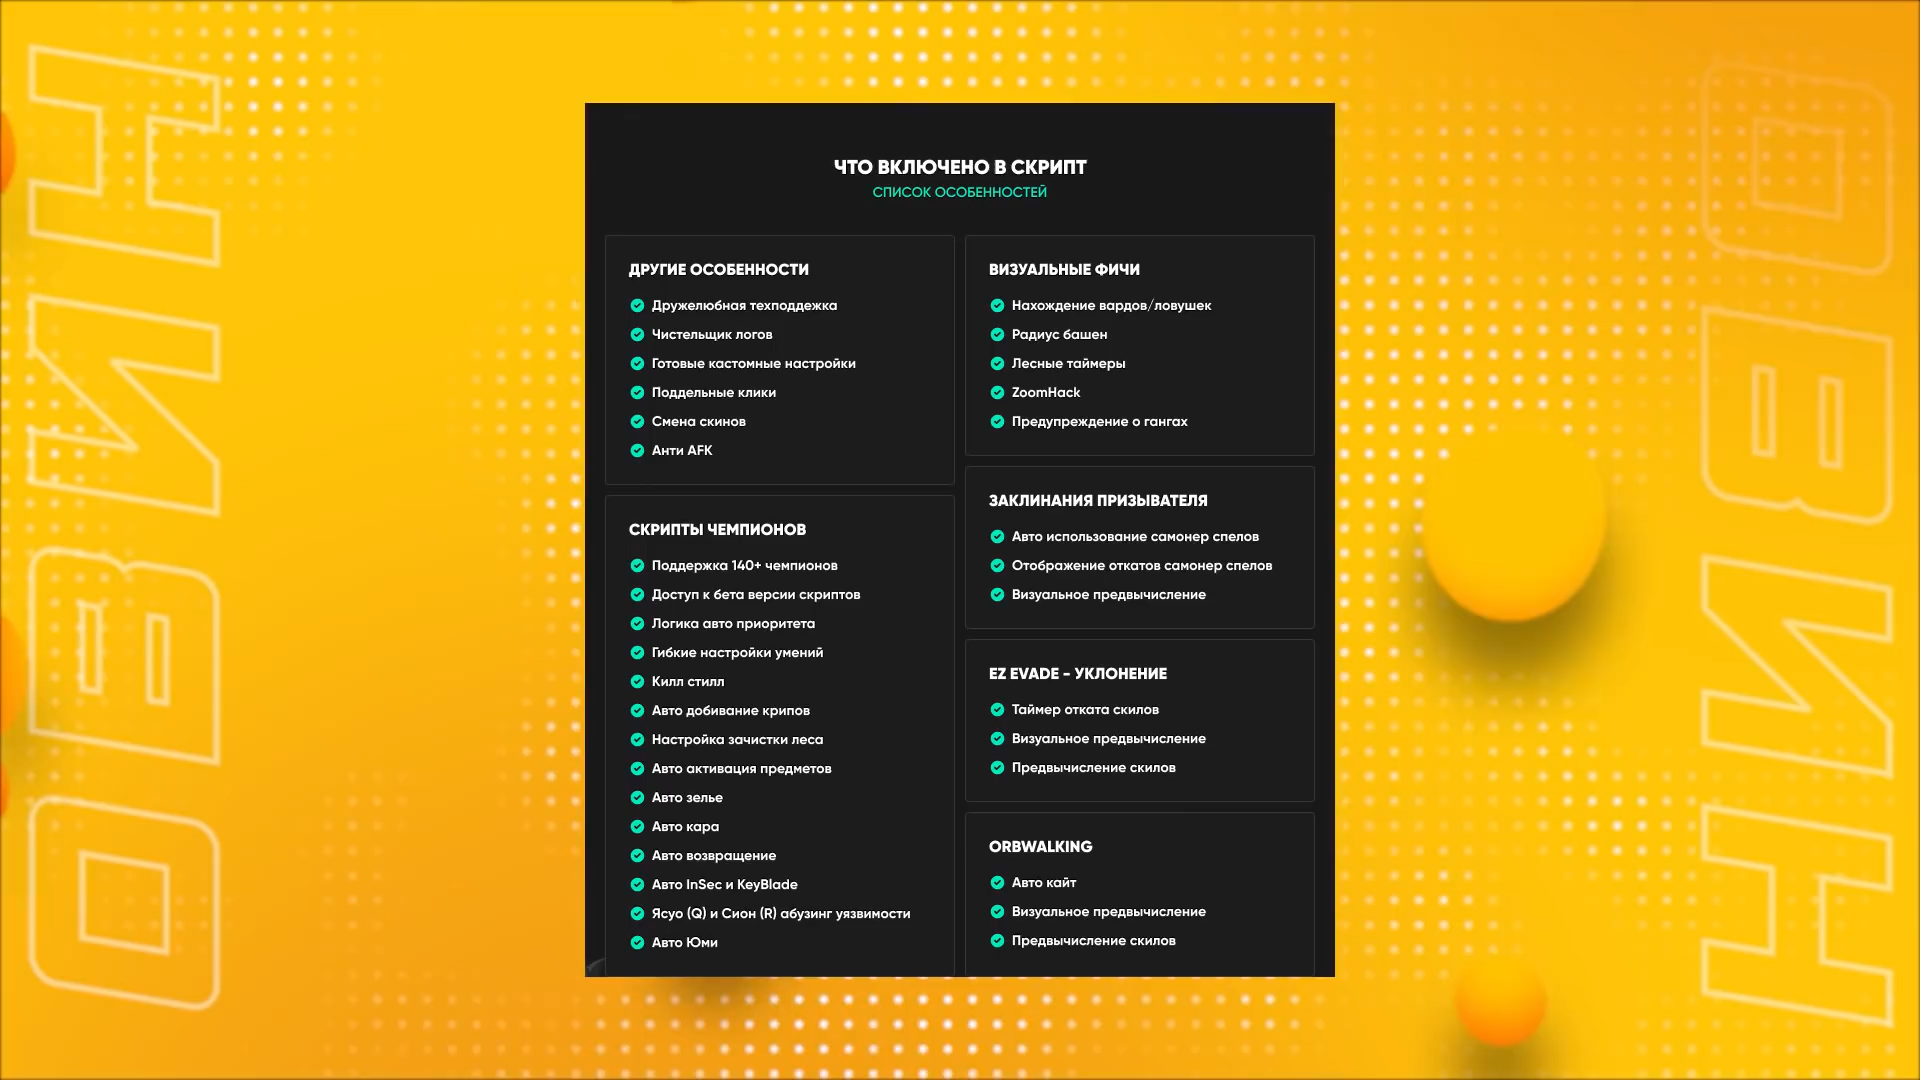 ЧТО ВКЛЮЧЕНО В СКРИПТ
СПИСОК ОСОБЕННОСТЕЙ
ДРУГИЕ ОСОБЕННОСТИ
Дружелюбная техподдежка
Чистельщик логов
Готовые кастомные настройки
Поддельные клики
Смена скинов
Анти AFK
СКРИПТЫ ЧЕМПИОНОВ
Поддержка 140+ чемпионов
Доступ к бета версии скриптов
Логика авто приоритета
Гибкие настройки умений
Килл стилл
Авто добивание крипов
Настройка зачистки леса
Авто активация предметов
Авто зелье
Авто кара
Авто возвращение
Авто InSec и KeyBlade
Ясуо (Q) и Сион (R) абузинг уязвимости
Авто Юми
ВИЗУАЛЬНЫЕ ФИЧИ
Нахождение вардов/ловушек
Радиус башен
Лесные таймеры
ZoomHack
Предупреждение о гангах
ЗАКЛИНАНИЯ ПРИЗЫВАТЕЛЯ
Авто использование самонер спелов
Отображение откатов самонер спелов
Визуальное предвычисление
EZ EVADE - УКЛОНЕНИЕ
Таймер отката скилов
Визуальное предвычисление
Предвычисление скилов
ORBWALKING
Авто кайт
Визуальное предвычисление
Предвычисление скилов
ОВИН
ОВИН